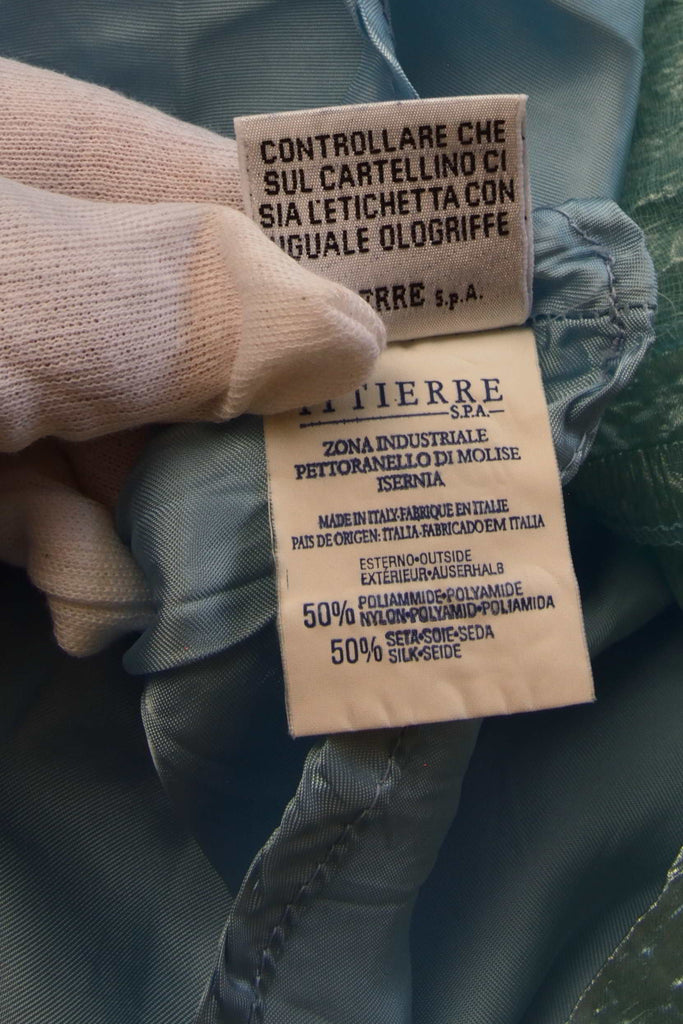 CONTROLLARE CHE
SUL CARTELLINO CI
SIA L'ETICHETTA CON
UGUALE OLOGRIFFE
S.p.A.
ITTIERRE
S.P.A.
ZONA INDUSTRIALE
PETTORANELLO DI MOLISE
ISERNIA
MADE IN ITALY-FABRIQUE EN ITALIE
PAIS DE ORIGEN: ITALIA-FABRICADO EM ITALIA
ESTERNO•OUTSIDE
EXTÉRIEUR•AUSERHALB
50% POLIAMMIDE•POLYAMIDE
NYLON•POLYAMID•POLIAMIDA
50% SETA•SOIE•SEDA
SILK•SEIDE